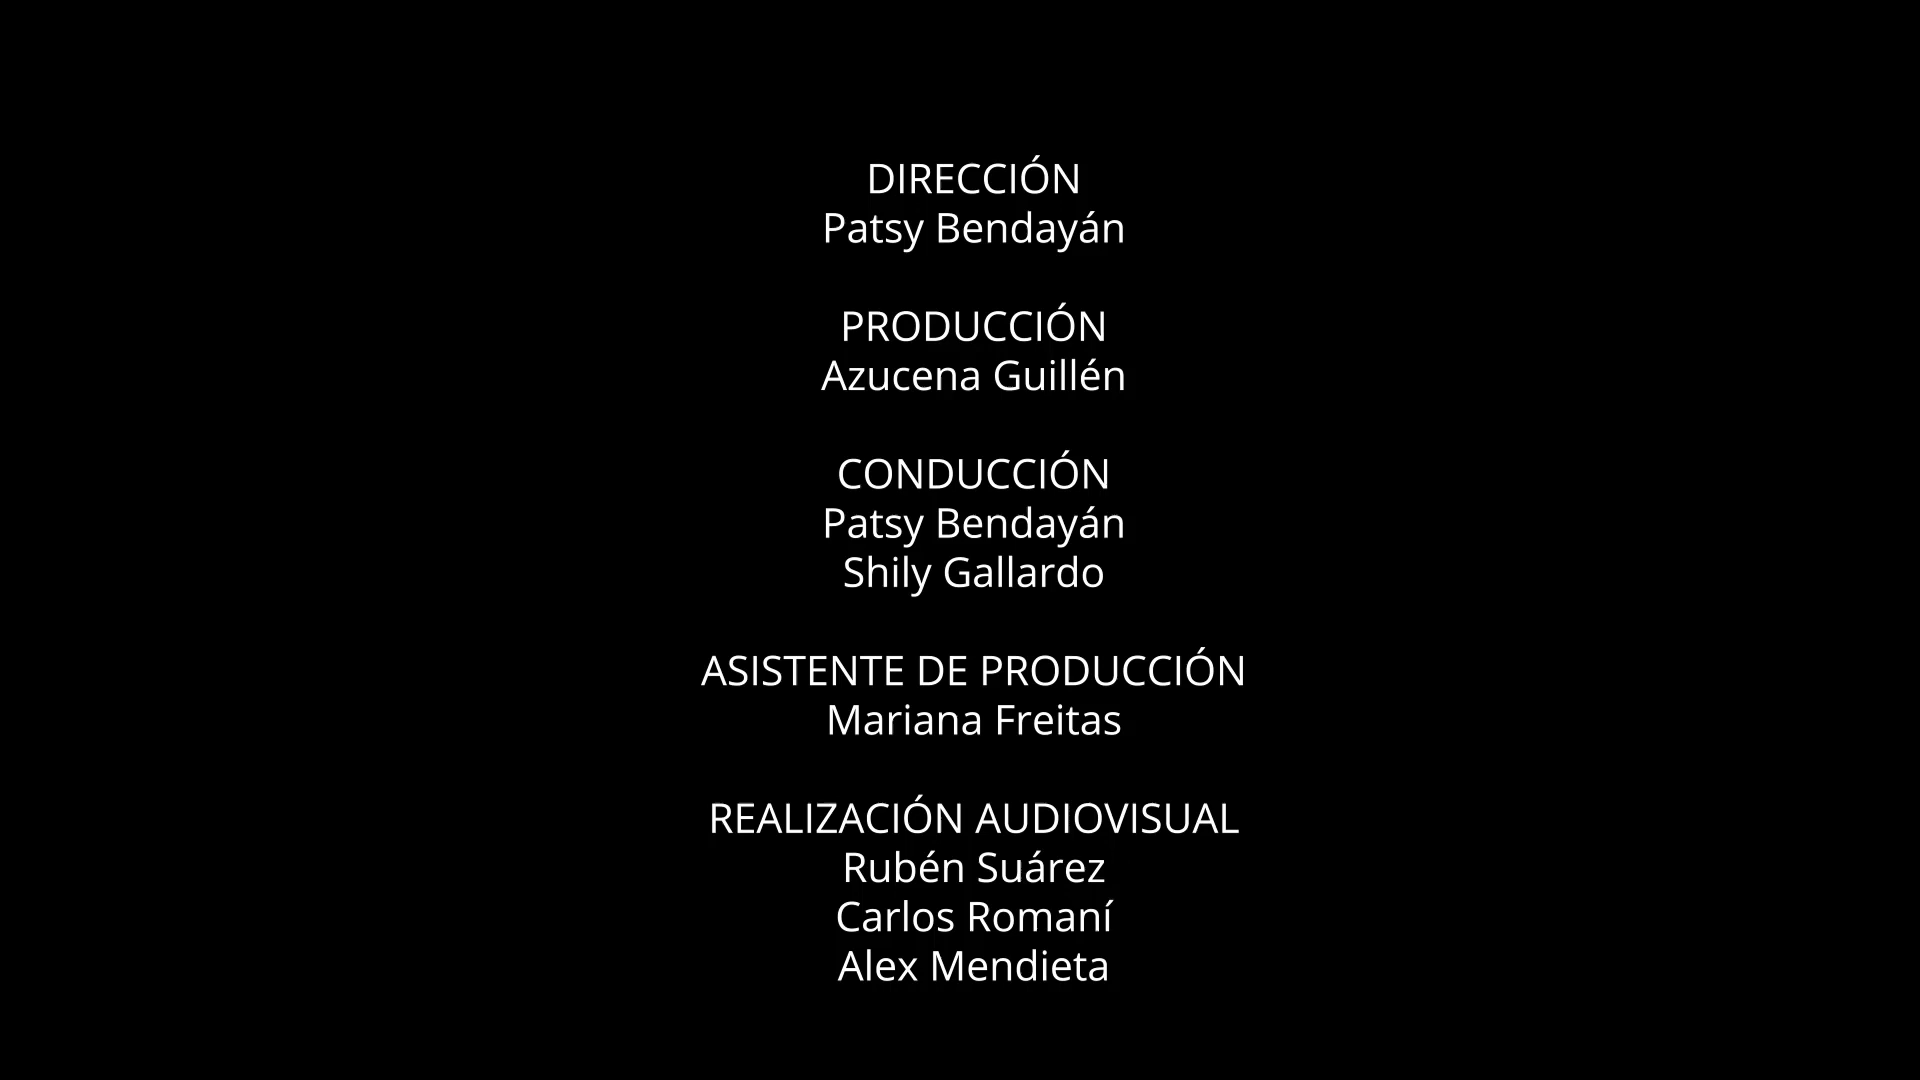 DIRECCIÓN
Patsy Bendayán
PRODUCCIÓN
Azucena Guillén
CONDUCCIÓN
Patsy Bendayán
Shily Gallardo
ASISTENTE DE PRODUCCIÓN
Mariana Freitas
REALIZACIÓN AUDIOVISUAL
Rubén Suárez
Carlos Romaní
Alex Mendieta